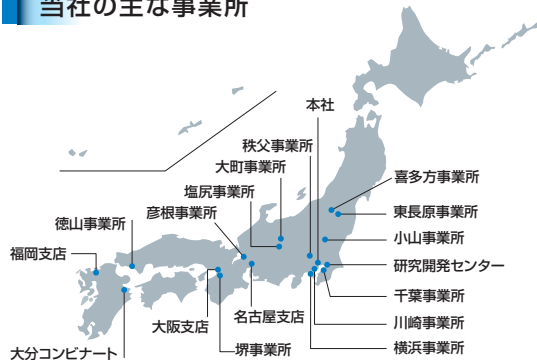 当社の主な事業所
本社
秩父事業所
大町事業所
塩尻事業所
彦根事業所
徳山事業所
福岡支店
喜多方事業所
東長原事業所
小山事業所
研究開発センター
千葉事業所
川崎事業所
横浜事業所
名古屋支店
大阪支店
堺事業所
大分コンビナート